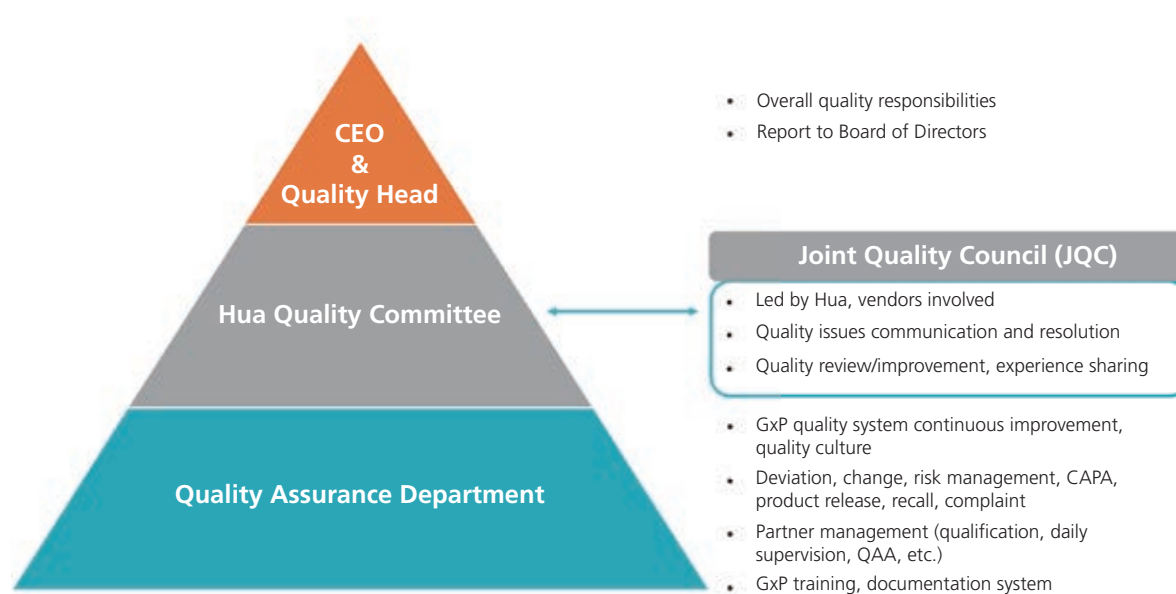 CEO
&
Quality Head
• Overall quality responsibilities
• Report to Board of Directors
Hua Quality Committee
Joint Quality Council (JQC)
• Led by Hua, vendors involved
• Quality issues communication and resolution
• Quality review/improvement, experience sharing
Quality Assurance Department
• GxP quality system continuous improvement,
quality culture
• Deviation, change, risk management, CAPA,
product release, recall, complaint
• Partner management (qualification, daily
supervision, QAA, etc.)
• GxP training, documentation system